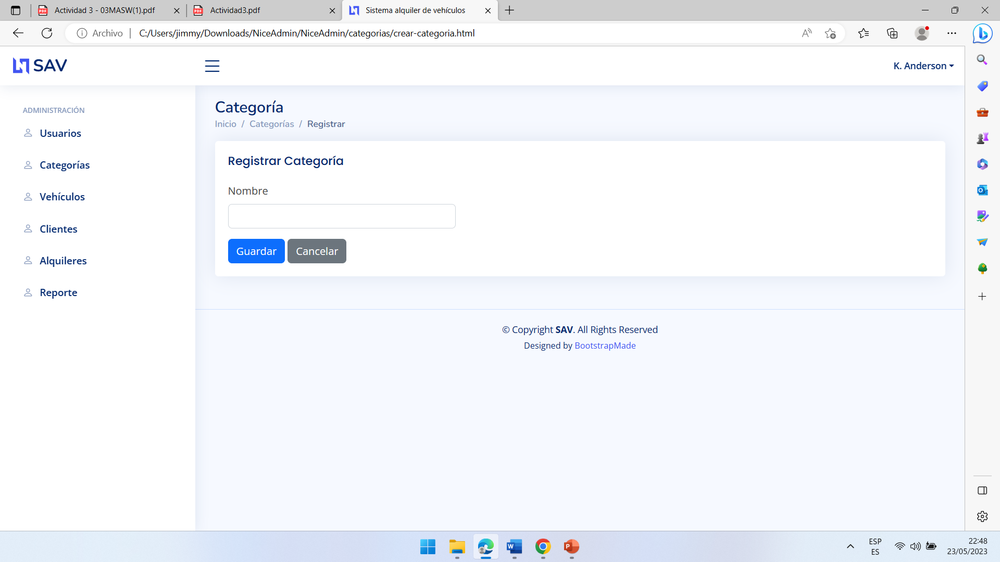 Actividad 3 - 03MASW(1).pdf
Actividad3.pdf
Sistema alquiler de vehículos
Archivo
C:/Users/jimmy/Downloads/NiceAdmin/NiceAdmin/categorias/crear-categoria.html
SAV
K. Anderson
ADMINISTRACIÓN
Usuarios
Categorías
Vehículos
Clientes
Alquileres
Reporte
Categoría
Inicio / Categorías / Registrar
Registrar Categoría
Nombre
Guardar
Cancelar
© Copyright SAV. All Rights Reserved
Designed by BootstrapMade
ESP
ES
22:48
23/05/2023